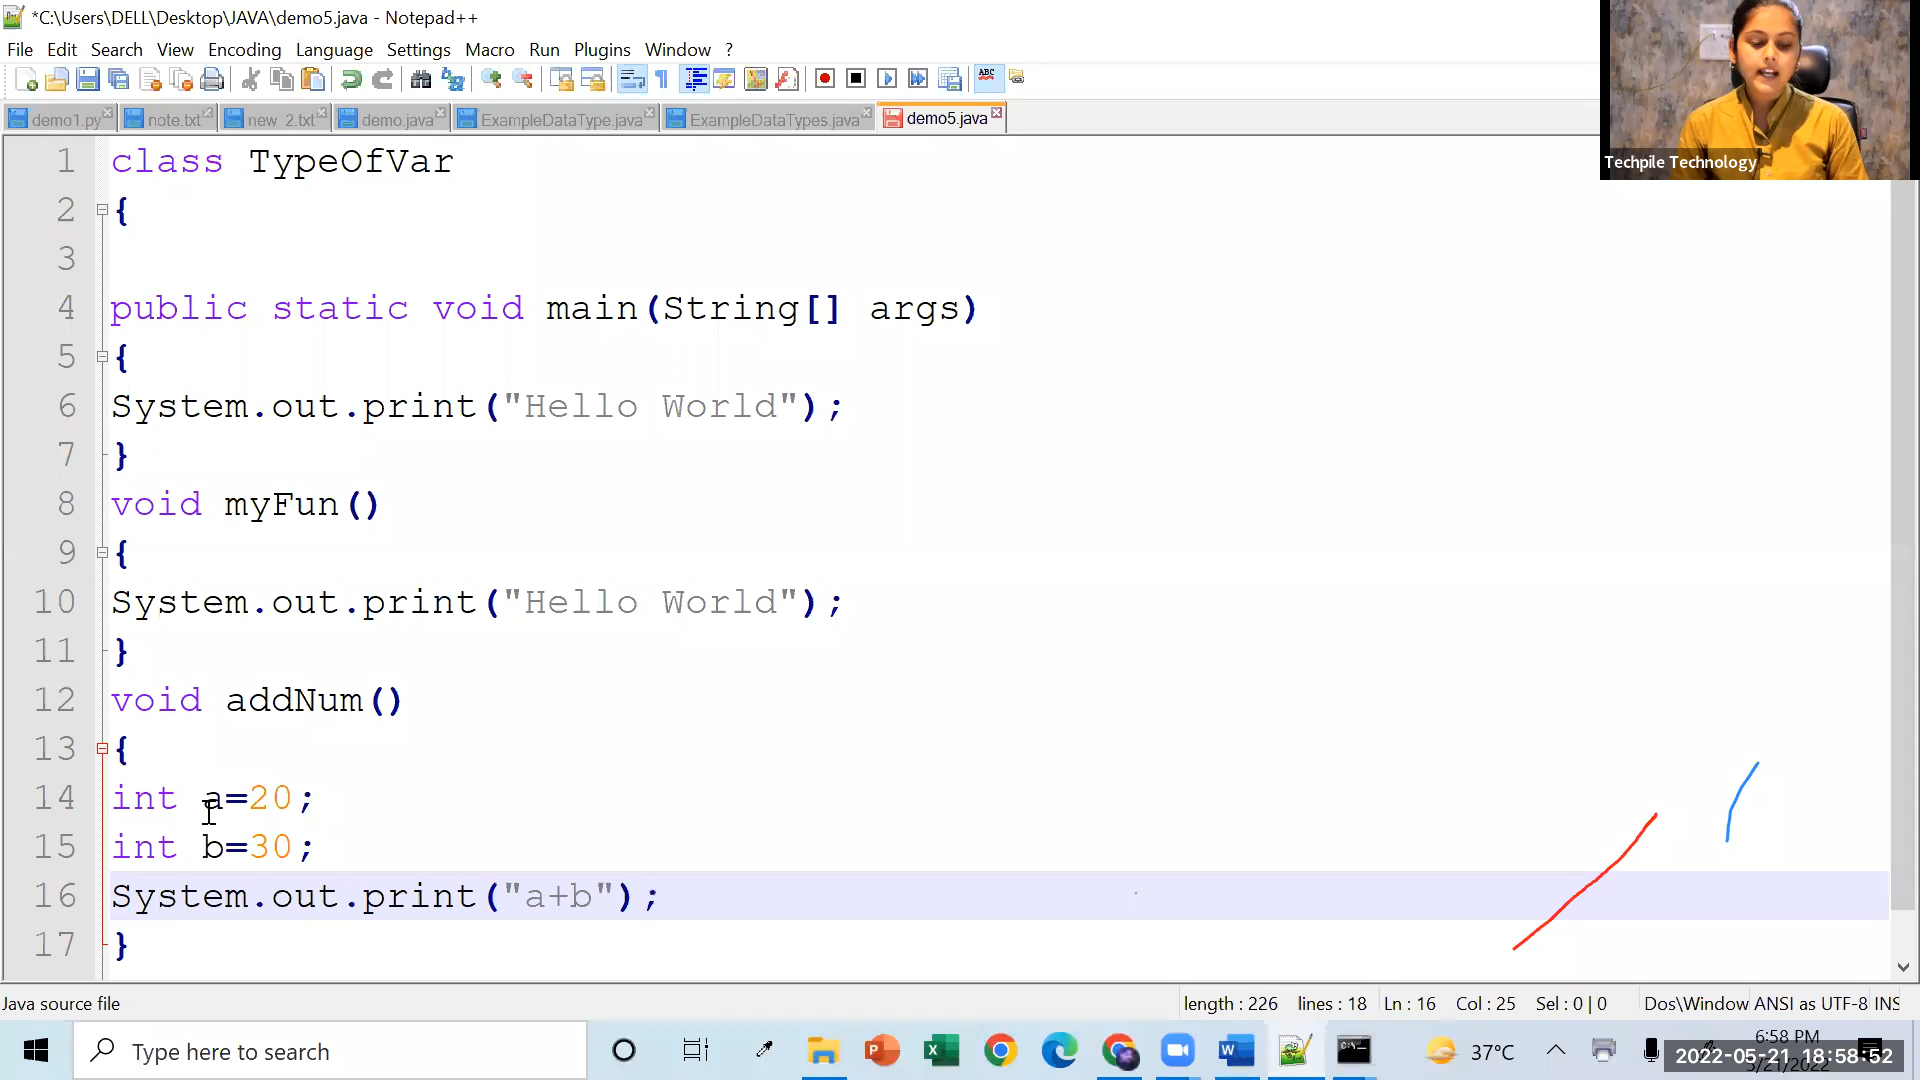 *C:\Users\DELL\Desktop\JAVA\demo5.java - Notepad++
File Edit Search View Encoding Language Settings Macro Run Plugins Window ?
ABC
demo1.py note.txt new 2.txt demo.java ExampleDataType.java ExampleDataTypes.java demo5.java
Techpile Technology
1 class TypeOfVar
2 {
3
4 public static void main(String[] args)
5 {
6 System.out.print("Hello World");
7 }
8 void myFun()
9 {
10 System.out.print("Hello World");
11 }
12 void addNum()
13 {
14 int a=20;
15 int b=30;
16 System.out.print("a+b");
17 }
Java source file length : 226 lines : 18 Ln : 16 Col : 25 Sel : 0 | 0 Dos\Window ANSI as UTF-8 INS
Type here to search 37°C 6:58 PM
2022-05-21 18:58:52